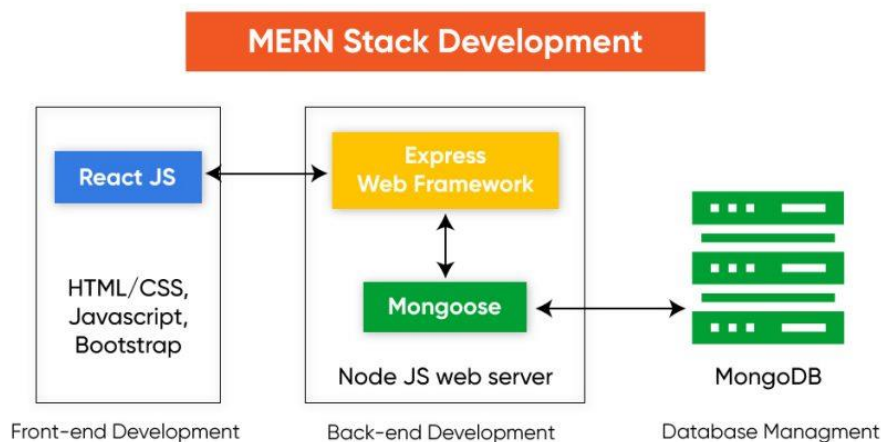 MERN Stack Development
React JS
HTML/CSS,
Javascript,
Bootstrap
Front-end Development
Express
Web Framework
Mongoose
Node JS web server
Back-end Development
MongoDB
Database Managment